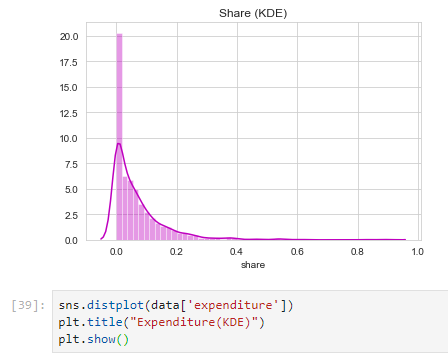 Share (KDE)
20.0
17.5
15.0
12.5
10.0
7.5
5.0
2.5
0.0
0.0 0.2 0.4 0.6 0.8 1.0
share
[39]: sns.distplot(data['expenditure'])
plt.title("Expenditure(KDE)")
plt.show()